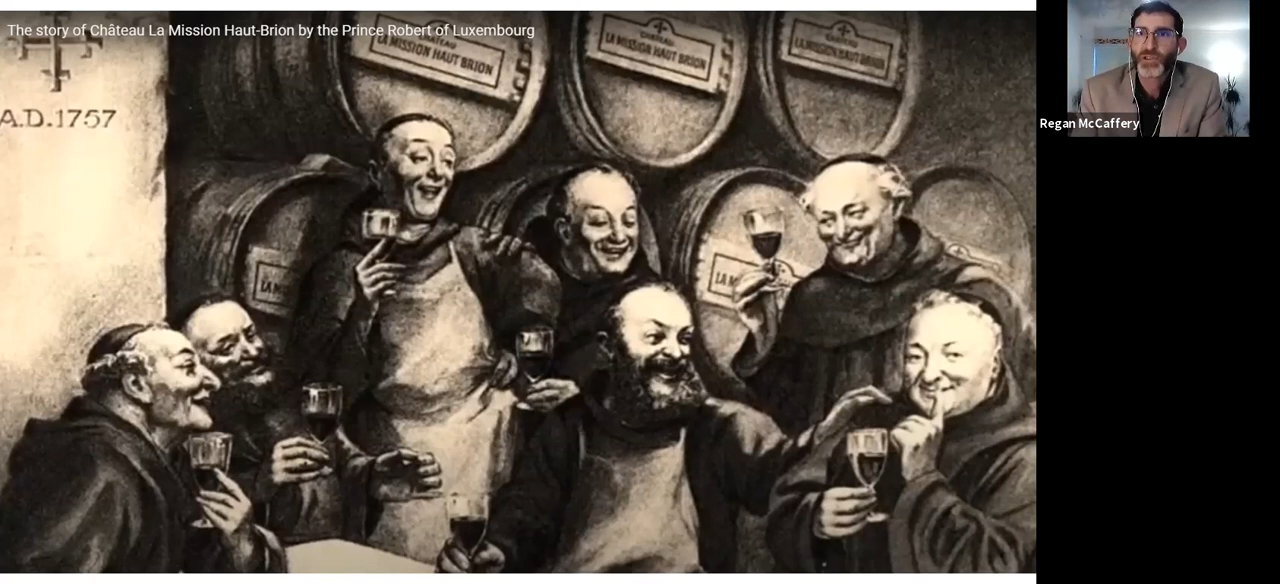 The story of Château La Mission Haut-Brion by the Prince Robert of Luxembourg
A.D.1757
CHATEAU
LA MISSION HAUT BRION
CHATEAU
LA MISSION HAUT BRION
CHATEAU
LA MISSION HAUT BRION
LA M
Regan McCaffery